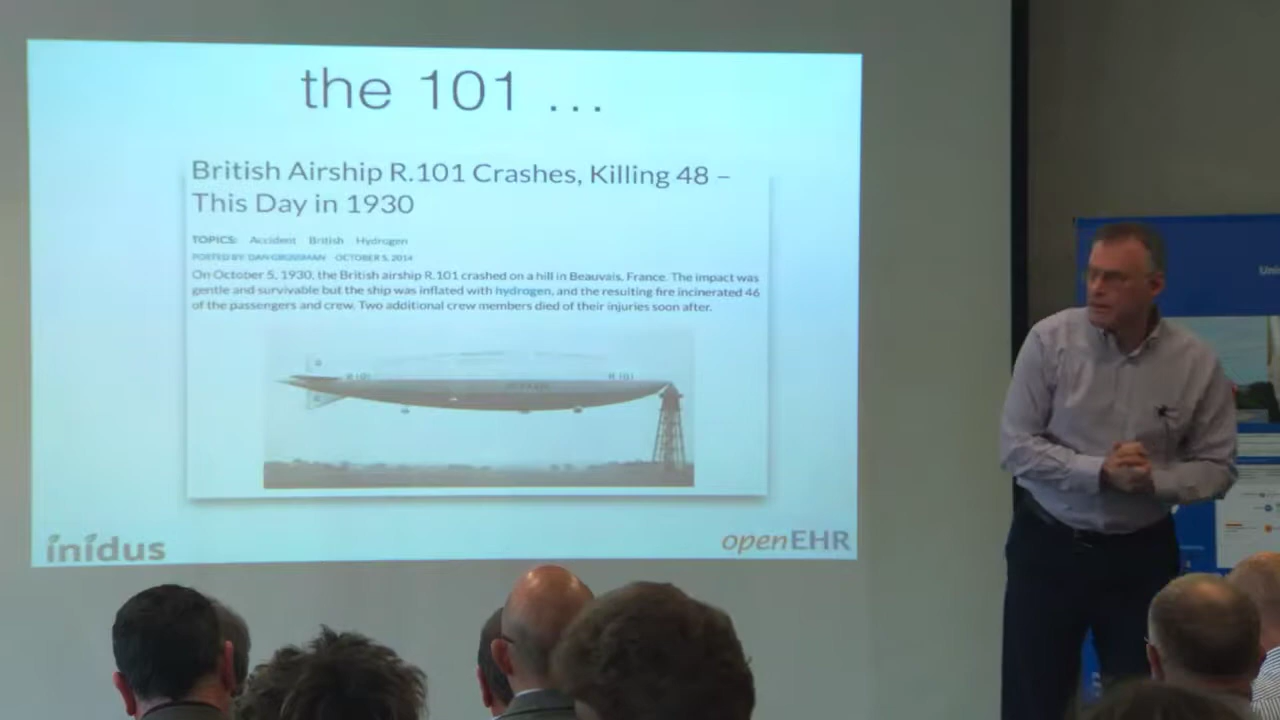 the 101 ...
British Airship R.101 Crashes, Killing 48 –
This Day in 1930
TOPICS: Accident British Hydrogen
POSTED BY: DAN GROSSMAN OCTOBER 5, 2014
On October 5, 1930, the British airship R.101 crashed on a hill in Beauvais, France. The impact was
gentle and survivable but the ship was inflated with hydrogen, and the resulting fire incinerated 46
of the passengers and crew. Two additional crew members died of their injuries soon after.
R 101 R 101
inidus
openEHR